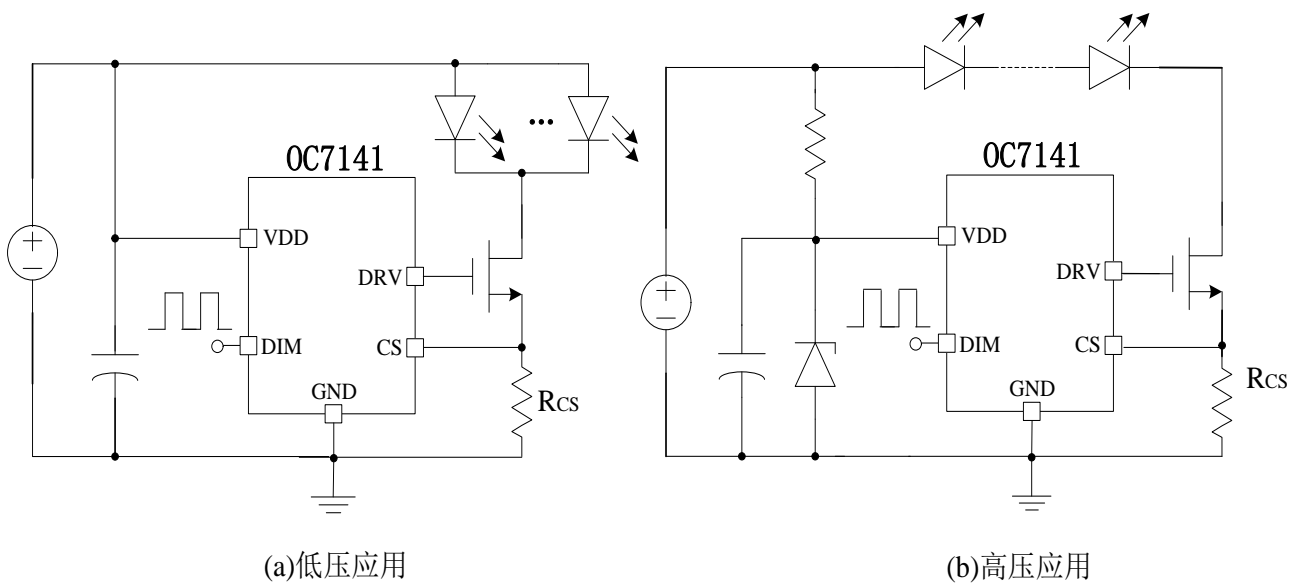 OC7141
VDD
DRV
DIM
CS
GND
RCS
(a)低压应用
OC7141
VDD
DRV
DIM
CS
GND
RCS
(b)高压应用